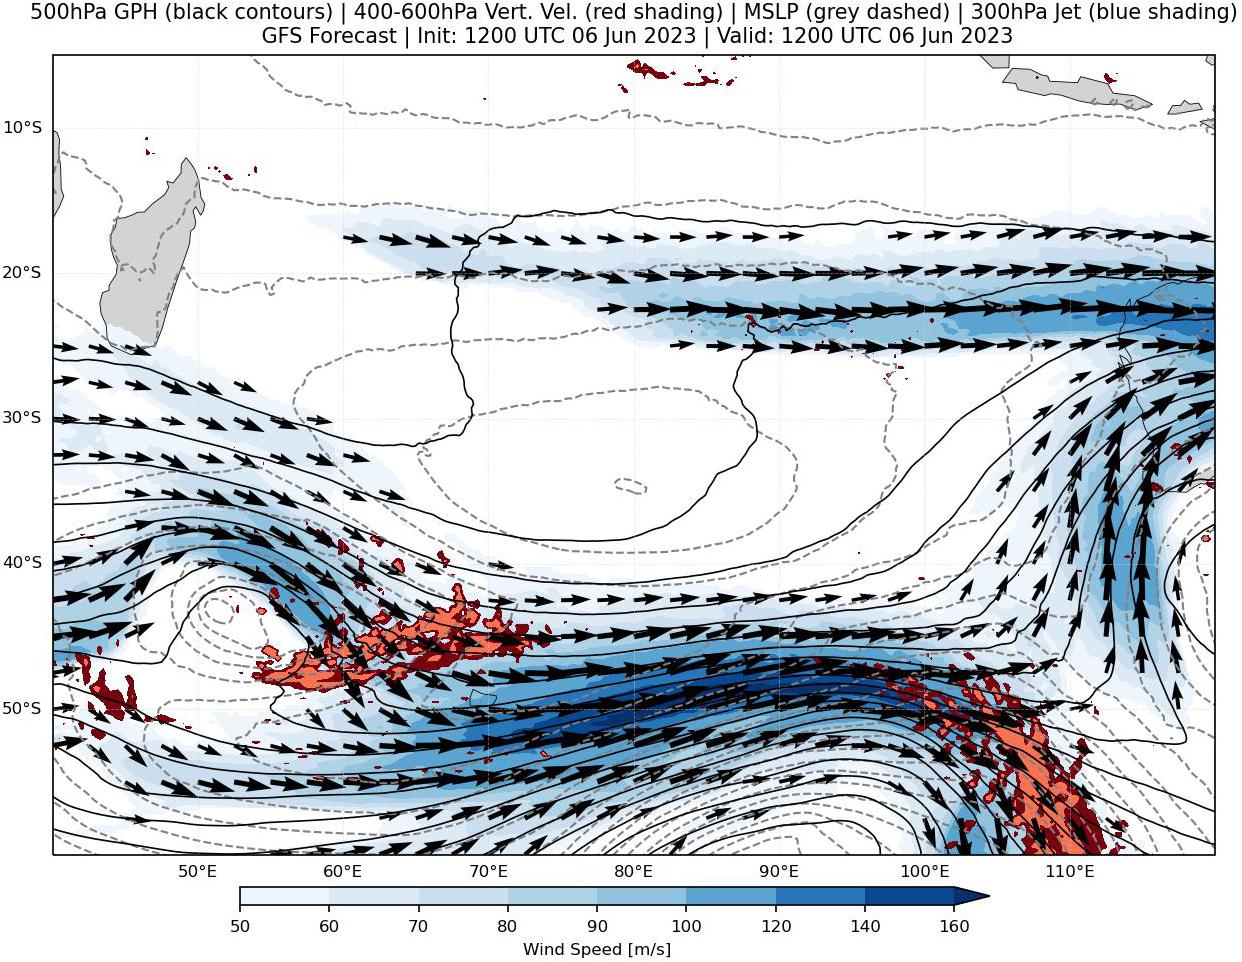 500hPa GPH (black contours) | 400-600hPa Vert. Vel. (red shading) | MSLP (grey dashed) | 300hPa Jet (blue shading)
GFS Forecast | Init: 1200 UTC 06 Jun 2023 | Valid: 1200 UTC 06 Jun 2023
10°S
20°S
30°S
40°S
50°S
50°E 60°E 70°E 80°E 90°E 100°E 110°E
50 60 70 80 90 100 120 140 160
Wind Speed [m/s]